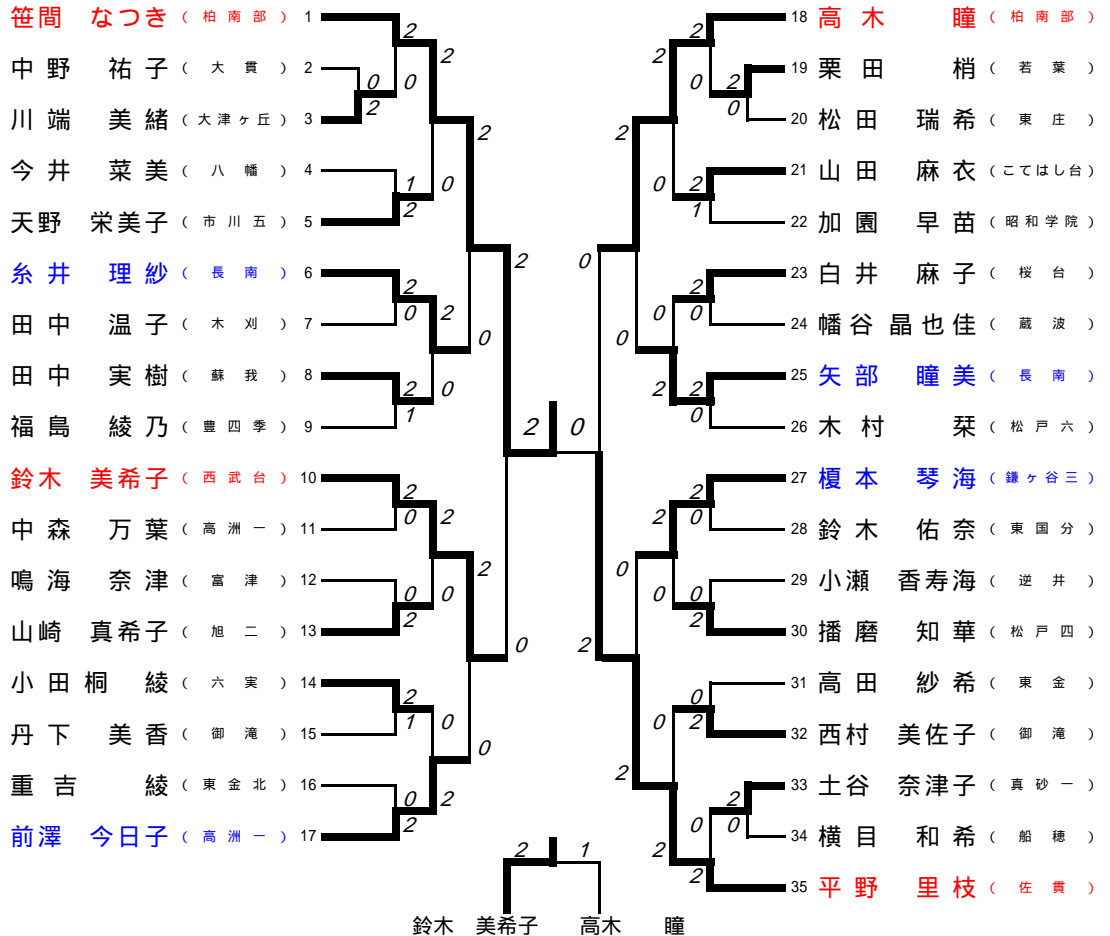 笹間 なつき （柏南部） 1
中野 祐子 （大貫） 2
川端 美緒 （大津ヶ丘） 3
今井 菜美 （八幡） 4
天野 栄美子 （市川五） 5
糸井 理紗 （長南） 6
田中 温子 （木刈） 7
田中 実樹 （蘇我） 8
福島 綾乃 （豊四季） 9
鈴木 美希子 （西武台） 10
中森 万葉 （高洲一） 11
鳴海 奈津 （富津） 12
山崎 真希子 （旭二） 13
小田桐 綾 （六実） 14
丹下 美香 （御滝） 15
重吉 綾 （東金北） 16
前澤 今日子 （高洲一） 17
2
0
0
2
2
1
2
0
2
2
0
2
0
2
1
0
0
2
2
0
2
0
0
2
0
2
1
0
0
2
2
0
2 0
18 高木 瞳 （柏南部）
19 栗田 梢 （若葉）
20 松田 瑞希 （東庄）
21 山田 麻衣 （こてはし台）
22 加園 早苗 （昭和学院）
23 白井 麻子 （桜台）
24 幡谷 晶也佳 （蔵波）
25 矢部 瞳美 （長南）
26 木村 栞 （松戸六）
27 榎本 琴海 （鎌ヶ谷三）
28 鈴木 佑奈 （東国分）
29 小瀬 香寿海 （逆井）
30 播磨 知華 （松戸四）
31 高田 紗希 （東金）
32 西村 美佐子 （御滝）
33 土谷 奈津子 （真砂一）
34 横目 和希 （船穂）
35 平野 里枝 （佐貫）
2
2
0
2
0
2
0
2
1
0
2
0
0
2
2
0
2
0
2
0
0
0
2
2
0
2
0
2
0
0
2
2
2
2 1
鈴木 美希子 高木 瞳